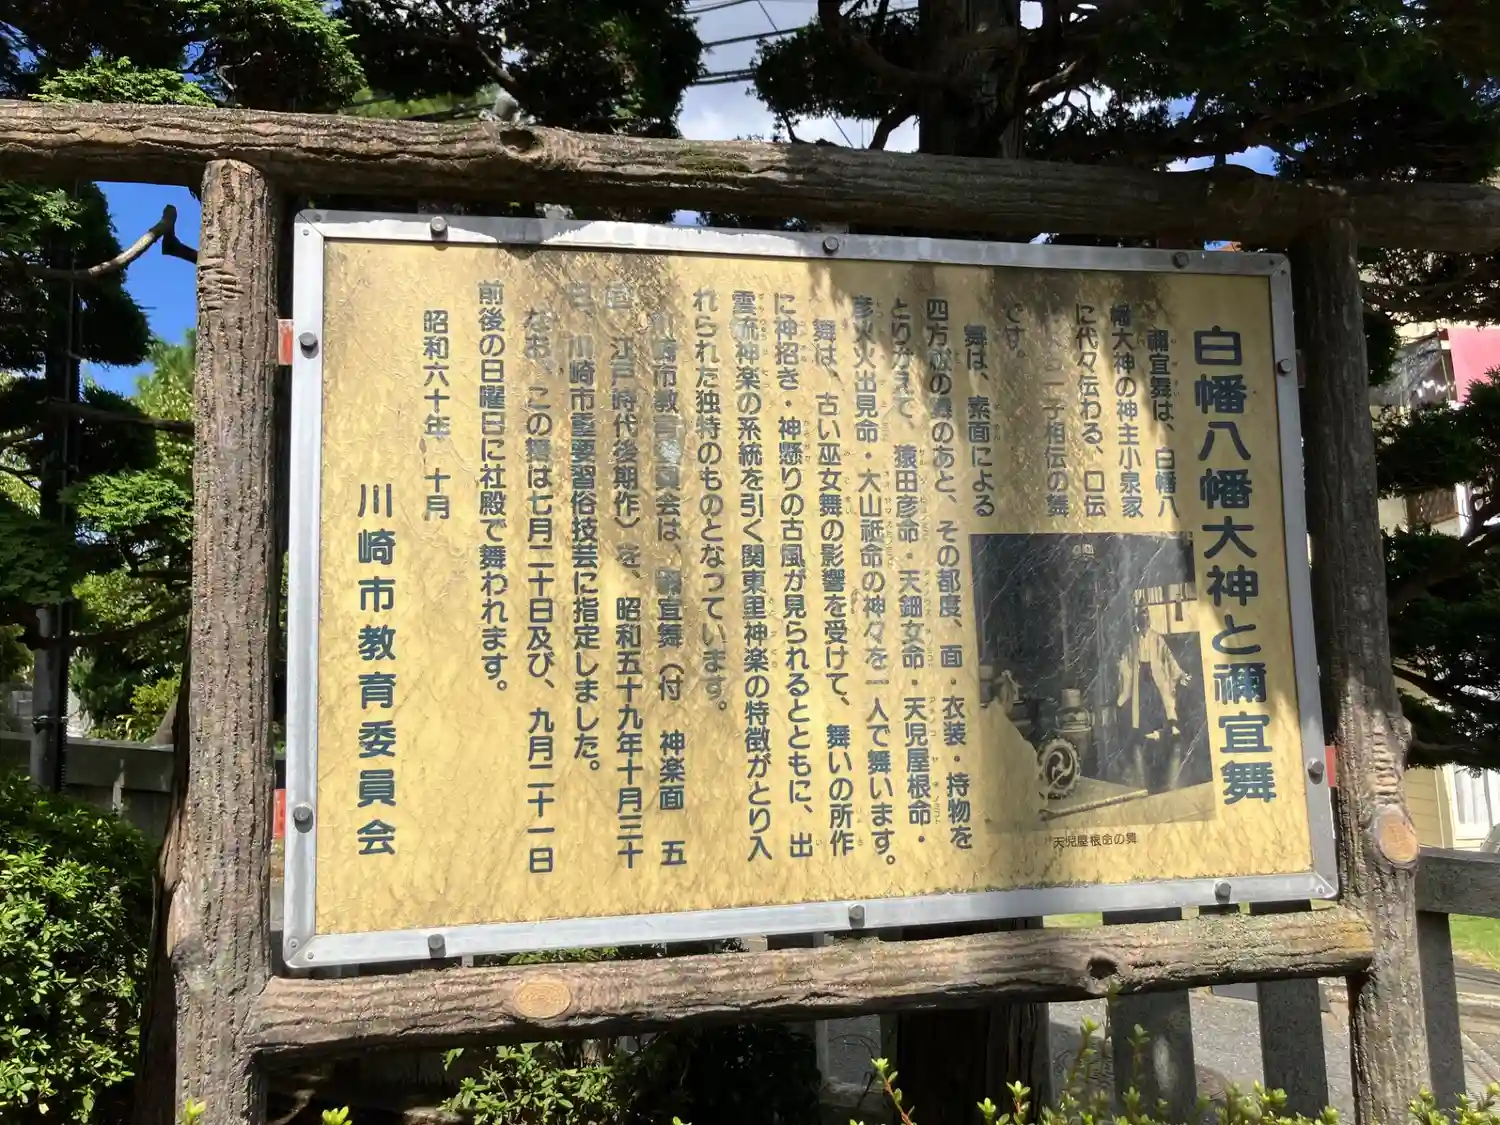 白幡八幡大神と禰宜舞
禰宜舞は、白幡八
幡大神の神主小泉家
に代々伝わる、口伝
一子相伝の舞
です。
舞は、素面による
四方祓の舞のあと、その都度、面・衣装・持物を
とりかえて、猿田彦命・天鈿女命・天児屋根命・
彦火火出見命・大山祇命の神々を一人で舞います。
舞は、古い巫女舞の影響を受けて、舞いの所作
に神招き・神懸りの古風が見られるとともに、出
雲流神楽の系統を引く関東里神楽の特徴がとり入
れられた独特のものとなっています。
川崎市教育委員会は、禰宜舞(付 神楽面 五
面 江戸時代後期作)を、昭和五十九年十月三十
日、川崎市重要習俗技芸に指定しました。
なお、この舞は七月二十日及び、九月二十一日
前後の日曜日に社殿で舞われます。
昭和六十年 十月
川崎市教育委員会
天児屋根命の舞